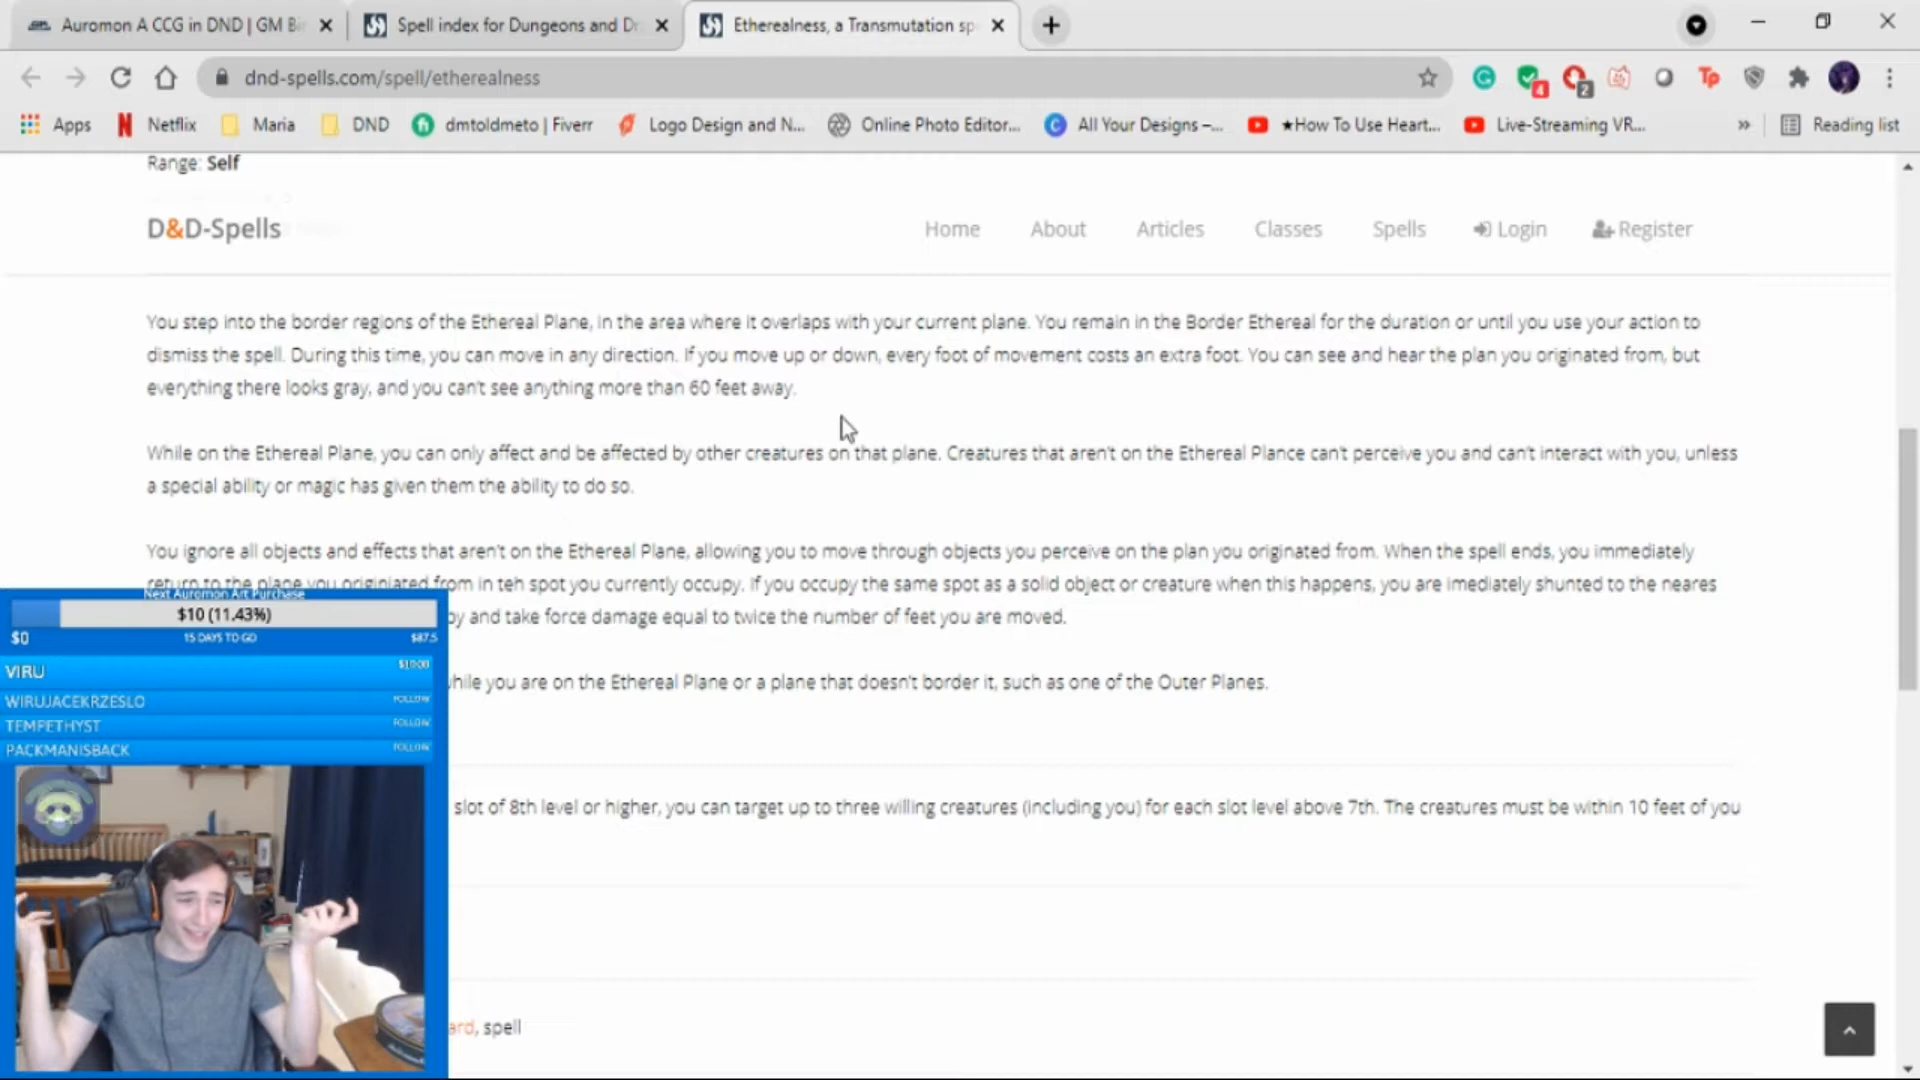 Auromon A CCG in DND | GM Bi
Spell index for Dungeons and Dr
Etherealness, a Transmutation sp
dnd-spells.com/spell/etherealness
4
2
Tp
Apps
Netflix
Maria
DND
dmtoldmeto | Fiverr
Logo Design and N...
Online Photo Editor...
All Your Designs –...
★How To Use Heart...
Live-Streaming VR...
»
Reading list
Range: Self
D&D-Spells
Home
About
Articles
Classes
Spells
Login
Register
You step into the border regions of the Ethereal Plane, in the area where it overlaps with your current plane. You remain in the Border Ethereal for the duration or until you use your action to
dismiss the spell. During this time, you can move in any direction. If you move up or down, every foot of movement costs an extra foot. You can see and hear the plan you originated from, but
everything there looks gray, and you can't see anything more than 60 feet away.
While on the Ethereal Plane, you can only affect and be affected by other creatures on that plane. Creatures that aren't on the Ethereal Plance can't perceive you and can't interact with you, unless
a special ability or magic has given them the ability to do so.
You ignore all objects and effects that aren't on the Ethereal Plane, allowing you to move through objects you perceive on the plan you originated from. When the spell ends, you immediately
return to the plane you originiated from in teh spot you currently occupy. If you occupy the same spot as a solid object or creature when this happens, you are imediately shunted to the neares
by and take force damage equal to twice the number of feet you are moved.
while you are on the Ethereal Plane or a plane that doesn't border it, such as one of the Outer Planes.
slot of 8th level or higher, you can target up to three willing creatures (including you) for each slot level above 7th. The creatures must be within 10 feet of you
ard, spell
Next Auromon Art Purchase
$10 (11.43%)
$0
15 DAYS TO GO
$87.5
VIRU
$10.00
WIRUJACEKRZESLO
FOLLOW
TEMPETHYST
FOLLOW
PACKMANISBACK
FOLLOW